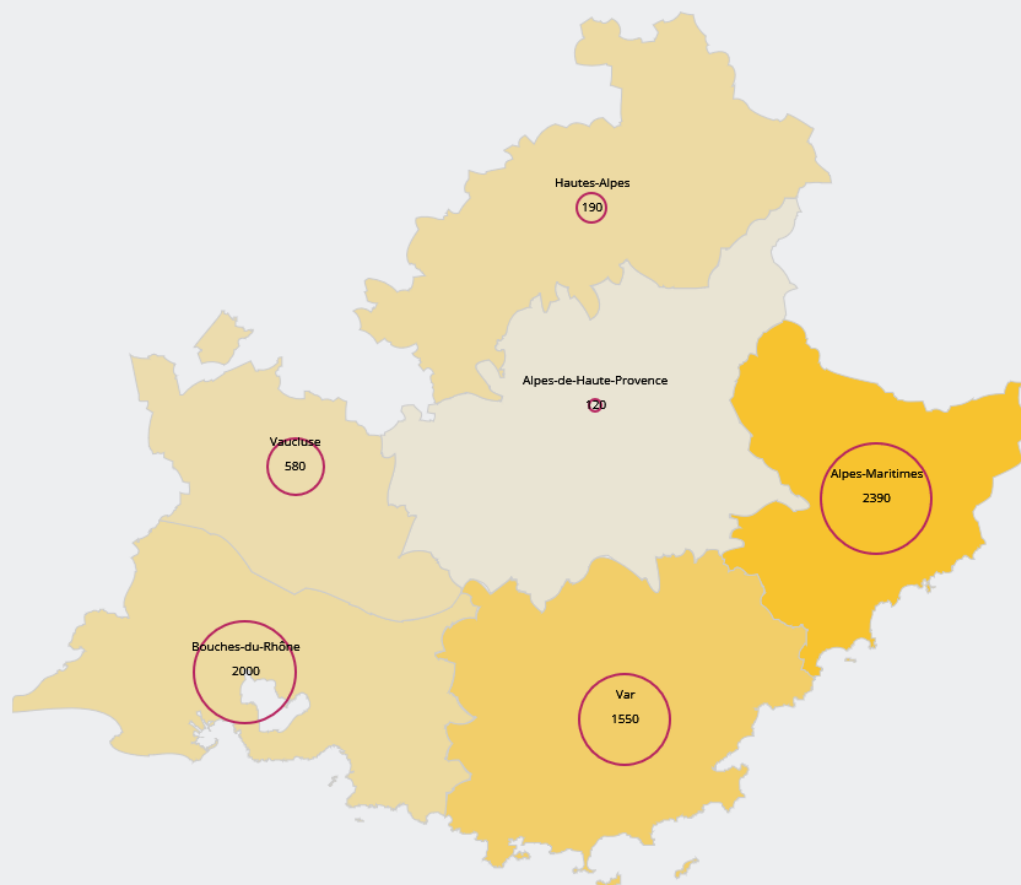 Hautes-Alpes
190
Alpes-de-Haute-Provence
120
Vaucluse
580
Alpes-Maritimes
2390
Bouches-du-Rhône
2000
Var
1550